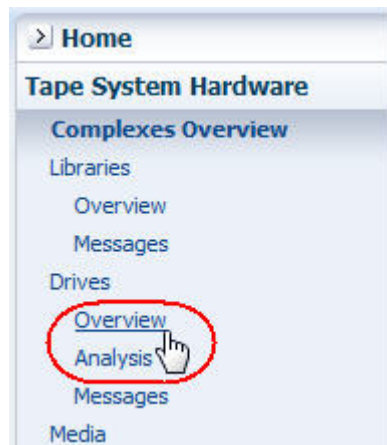 Home
Tape System Hardware
Complexes Overview
Libraries
Overview
Messages
Drives
Overview
Analysis
Messages
Media